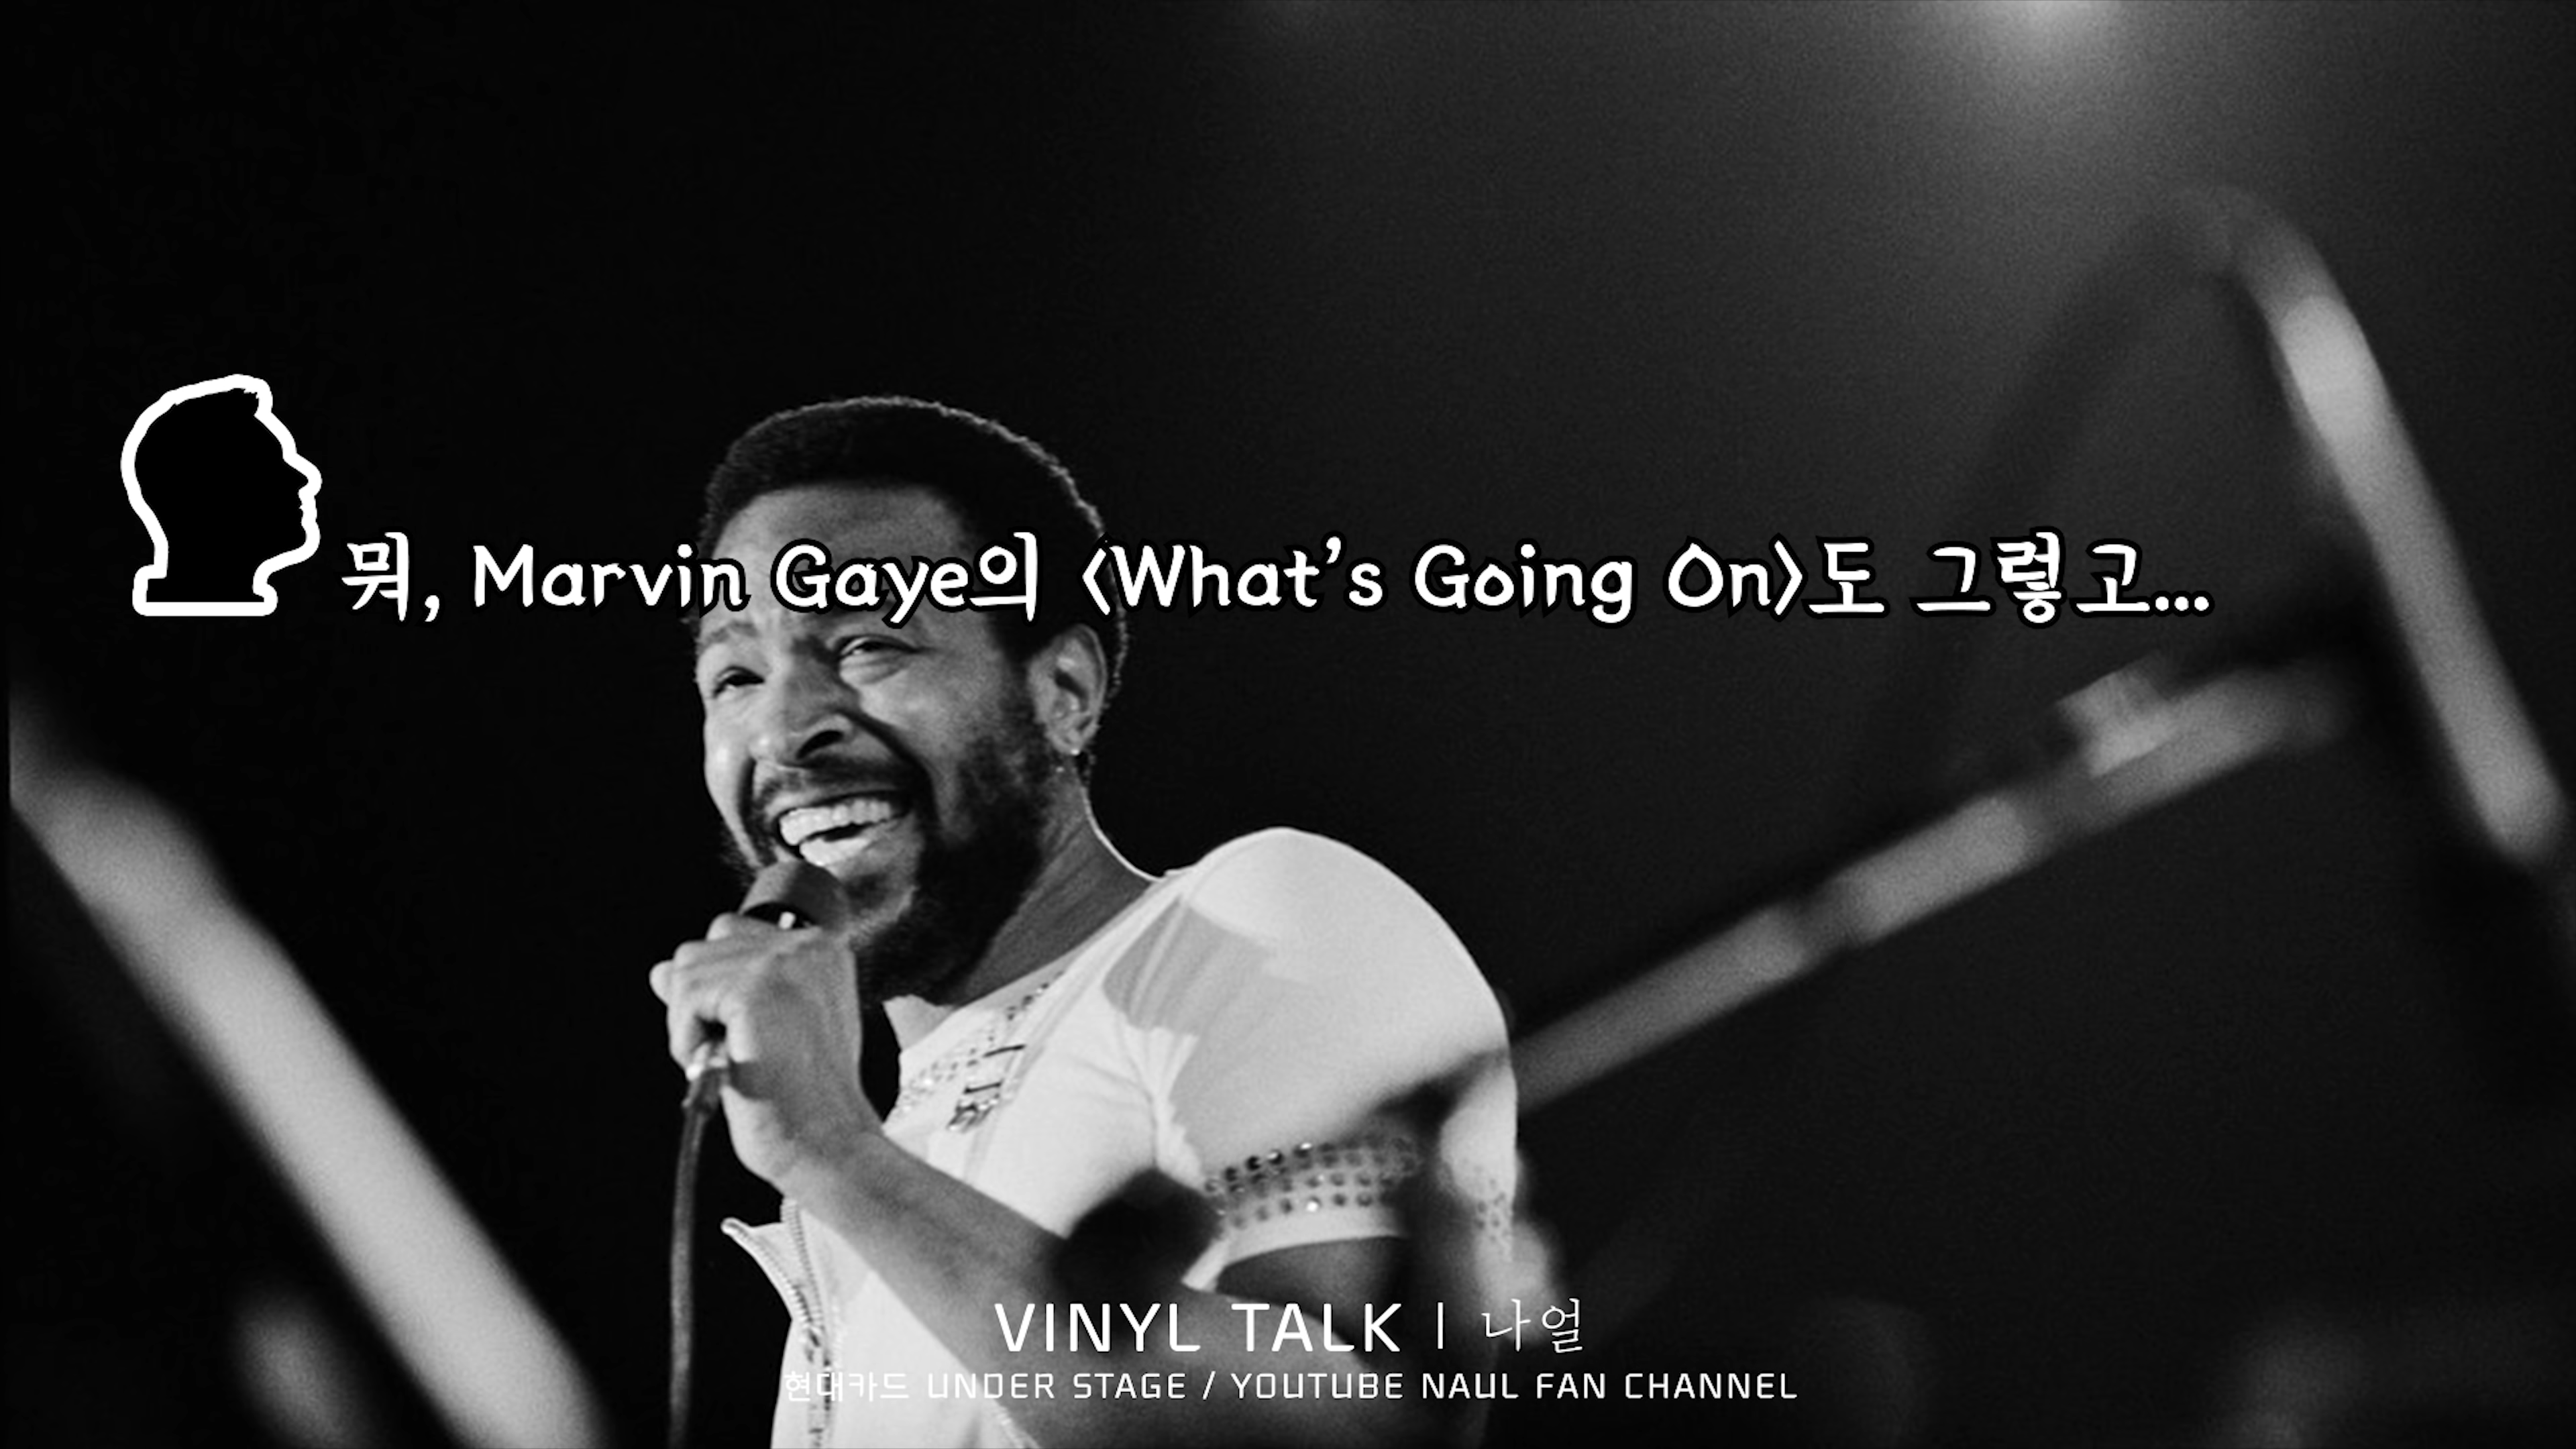 뭐, Marvin Gaye의 <What's Going On>도 그렇고...
VINYL TALK | 나얼
현대카드 UNDER STAGE / YOUTUBE NAUL FAN CHANNEL